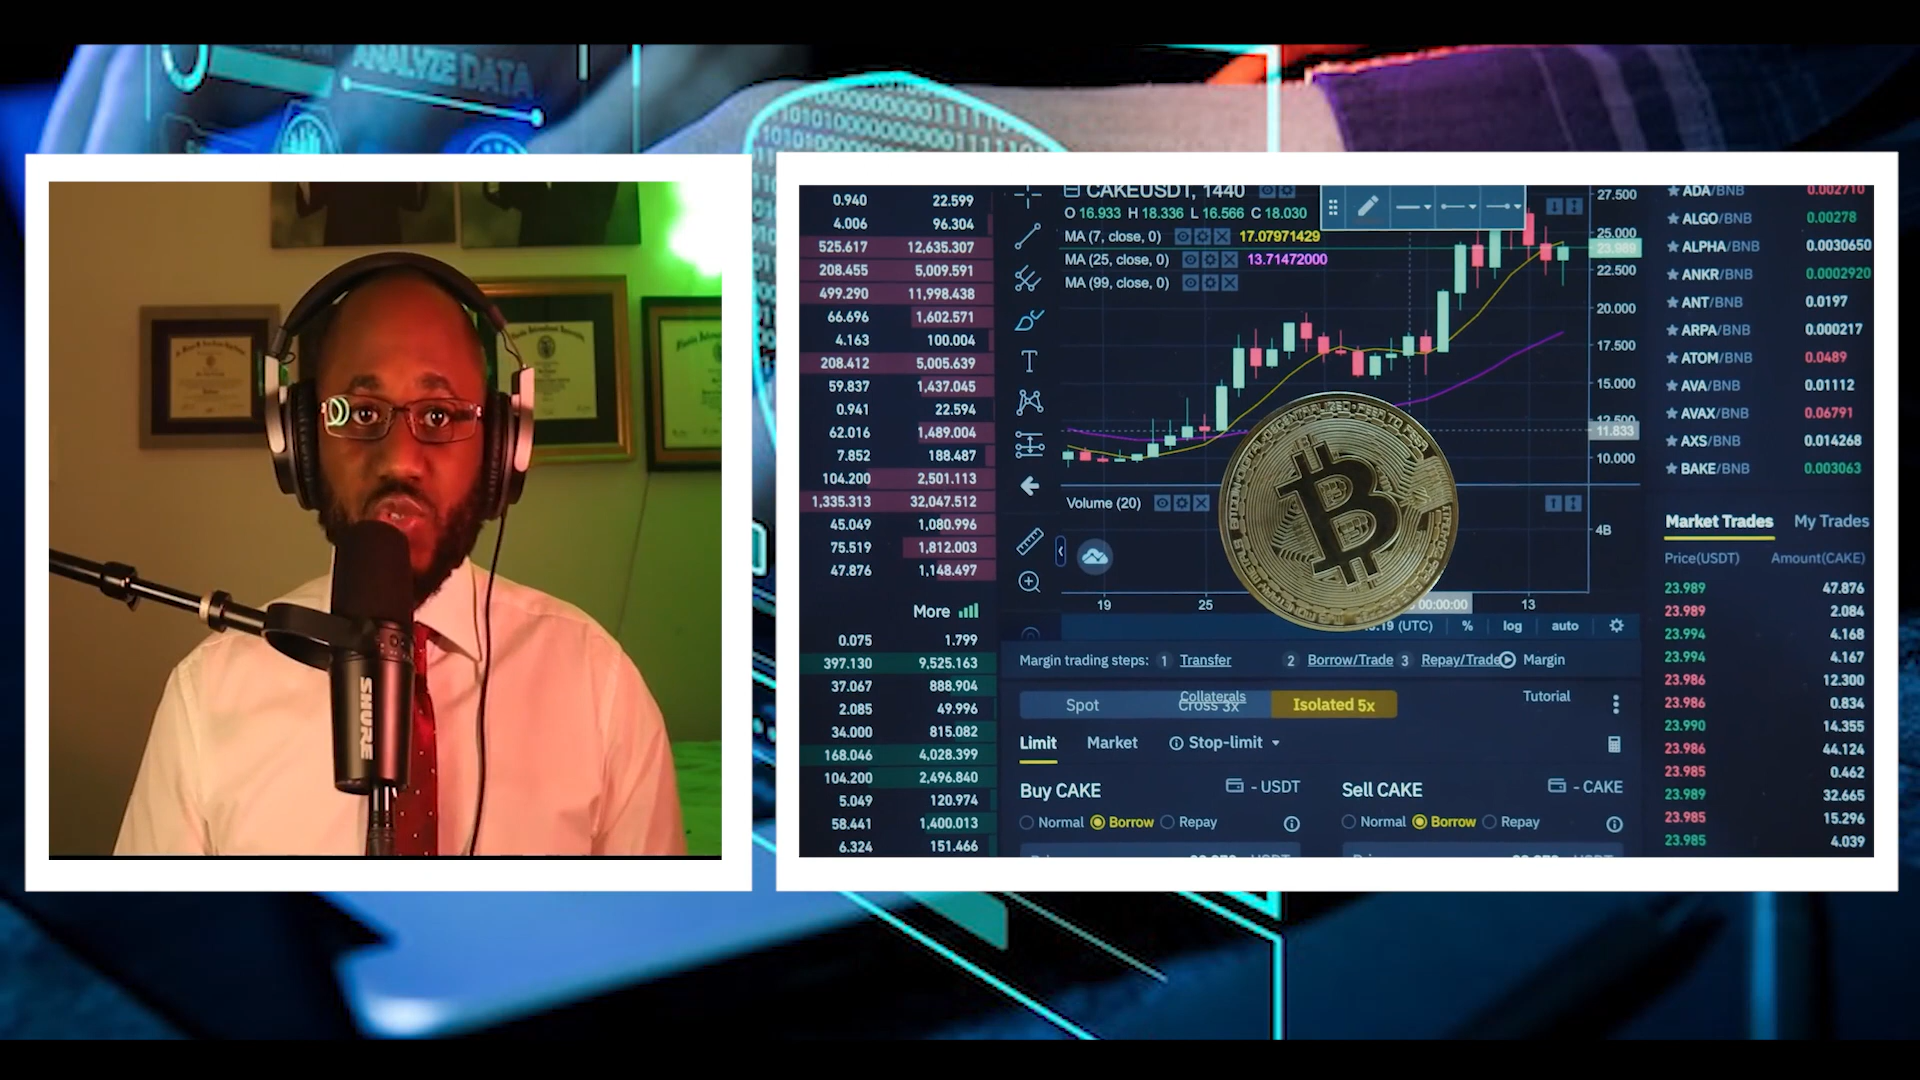 ANALYZE DATA
SHURE
0.940 22.599
4.006 96.304
525.617 12,635.307
208.455 5,009.591
499.290 11,998.438
66.696 1,602.571
4.163 100.004
208.412 5,005.639
59.837 1,437.045
0.941 22.594
62.016 1,489.004
7.852 188.487
104.200 2,501.113
1,335.313 32,047.512
45.049 1,080.996
75.519 1,812.003
47.876 1,148.497
More
0.075 1.799
397.130 9,525.163
37.067 888.904
2.085 49.996
34.000 815.082
168.046 4,028.399
104.200 2,496.840
5.049 120.974
58.441 1,400.013
6.324 151.466
CAKEUSDT, 1440
O 16.933 H 18.336 L 16.566 C 18.030
MA (7, close, 0) 17.07971429
MA (25, close, 0) 13.71472000
MA (99, close, 0)
27.500
25.000
23.989
22.500
20.000
17.500
15.000
12.500
11.833
10.000
Volume (20)
4B
19 25 00:00:00 13
(UTC) % log auto
Margin trading steps: 1 Transfer 2 Borrow/Trade 3 Repay/Trade Margin
Collaterals Tutorial
Spot Cross 3x Isolated 5x
Limit Market Stop-limit
Buy CAKE - USDT Sell CAKE - CAKE
Normal Borrow Repay Normal Borrow Repay
ADA/BNB 0.002710
ALGO/BNB 0.00278
ALPHA/BNB 0.0030650
ANKR/BNB 0.0002920
ANT/BNB 0.0197
ARPA/BNB 0.000217
ATOM/BNB 0.0489
AVA/BNB 0.01112
AVAX/BNB 0.06791
AXS/BNB 0.014268
BAKE/BNB 0.003063
Market Trades My Trades
Price(USDT) Amount(CAKE)
23.989 47.876
23.989 2.084
23.994 4.168
23.994 4.167
23.986 12.300
23.986 0.834
23.990 14.355
23.986 44.124
23.985 0.462
23.989 32.665
23.985 15.296
23.985 4.039